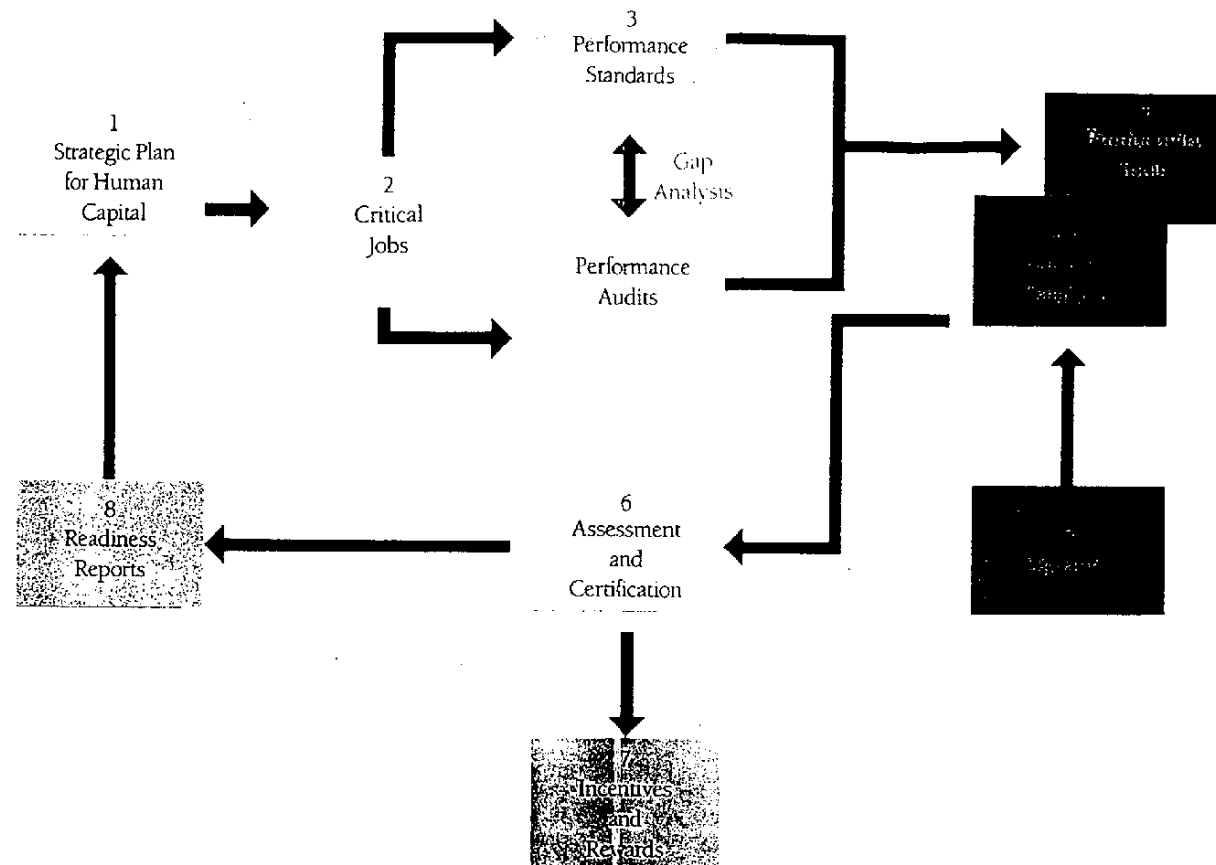 1
Strategic Plan
for Human
Capital
2
Critical
Jobs
3
Performance
Standards
Gap
Analysis
Performance
Audits
6
Assessment
and
Certification
7
Incentives
and
Rewards
8
Readiness
Reports